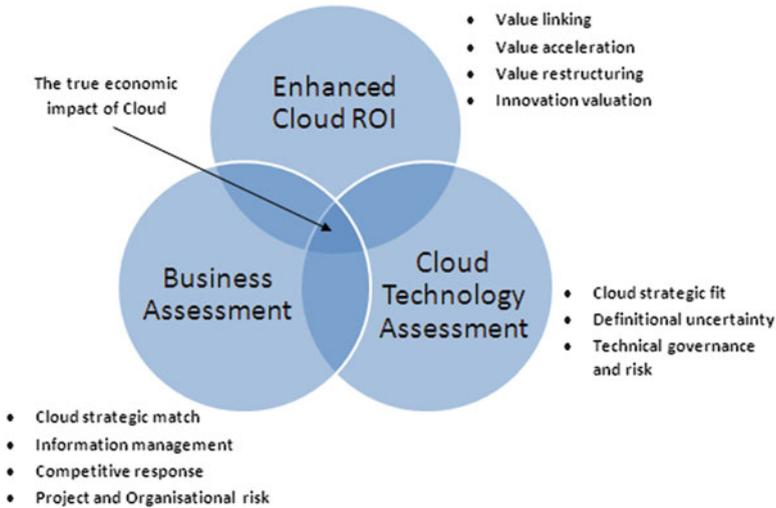 The true economic
impact of Cloud
Enhanced
Cloud ROI
• Value linking
• Value acceleration
• Value restructuring
• Innovation valuation
Business
Assessment
Cloud
Technology
Assessment
• Cloud strategic fit
• Definitional uncertainty
• Technical governance
and risk
• Cloud strategic match
• Information management
• Competitive response
• Project and Organisational risk